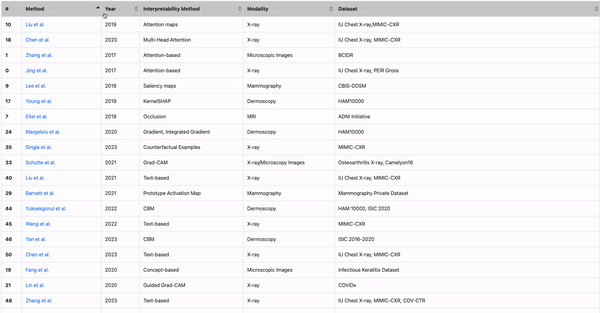 # Method Year Interpretability Method Modality Dataset
10 Liu et al. 2019 Attention maps X-ray IU Chest X-ray,MIMIC-CXR
18 Chen et al. 2020 Multi-Head Attention X-ray IU Chest X-ray, MIMIC-CXR
1 Zhang et al. 2017 Attention-based Microscopic Images BCIDR
0 Jing et al. 2017 Attention-based X-ray IU Chest X-ray, PEIR Gross
9 Lee et al. 2019 Saliency maps Mammography CBIS-DDSM
17 Young et al. 2019 KernelSHAP Dermoscopy HAM10000
7 Eitel et al. 2019 Occlusion MRI ADNI Initiative
24 Margeloiu et al. 2020 Gradient, Integrated Gradient Dermoscopy HAM10000
35 Singla et al. 2023 Counterfactual Examples X-ray MIMIC-CXR
33 Schutte et al. 2021 Grad-CAM X-ray/Microscopy Images Osteoarthritis X-ray, Camelyon16
40 Liu et al. 2021 Text-based X-ray IU Chest X-ray, MIMIC-CXR
29 Barnett et al. 2021 Prototype Activation Map Mammography Mammography Private Dataset
44 Yuksekgonul et al. 2022 CBM Dermoscopy HAM 10000, ISIC 2020
45 Wang et al. 2022 Text-based X-ray MIMIC-CXR
46 Yan et al. 2023 CBM Dermoscopy ISIC 2016-2020
50 Chen et al. 2023 Text-based X-ray IU Chest X-ray, MIMIC-CXR
19 Fang et al. 2020 Concept-based Microscopic Images Infectious Keratitis Dataset
21 Lin et al. 2020 Guided Grad-CAM X-ray COVIDx
48 Zhang et al. 2023 Text-based X-ray IU Chest X-ray, MIMIC-CXR, COV-CTR